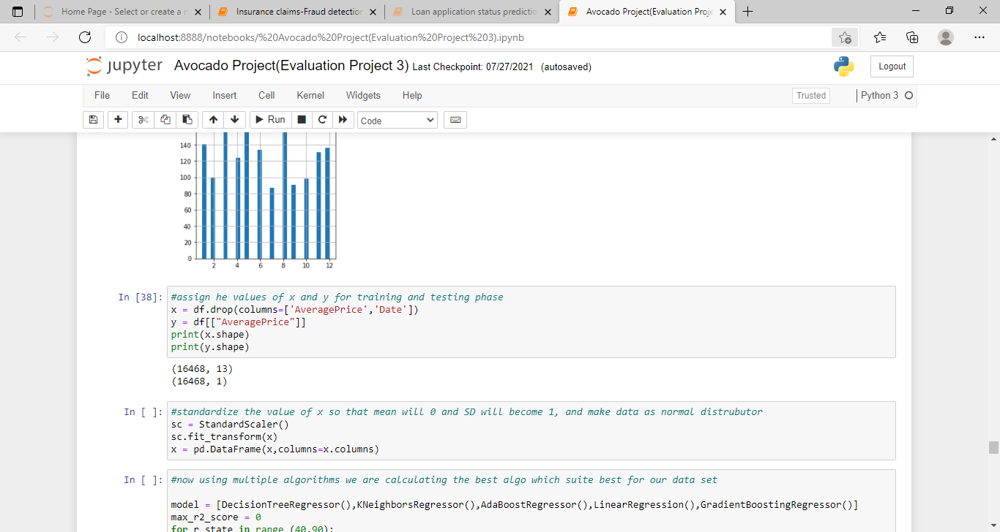 Home Page - Select or create a n
Insurance claims-Fraud detection
Loan application status predictio
Avocado Project(Evaluation Proje
localhost:8888/notebooks/%20Avocado%20Project(Evaluation%20Project%203).ipynb
jupyter Avocado Project(Evaluation Project 3) Last Checkpoint: 07/27/2021 (autosaved)
Logout
File Edit View Insert Cell Kernel Widgets Help
Trusted
Python 3
Run
Code
140
120
100
80
60
40
20
0
2 4 6 8 10 12
In [38]: #assign he values of x and y for training and testing phase
x = df.drop(columns=['AveragePrice','Date'])
y = df[["AveragePrice"]]
print(x.shape)
print(y.shape)
(16468, 13)
(16468, 1)
In [ ]: #standardize the value of x so that mean will 0 and SD will become 1, and make data as normal distrubutor
sc = StandardScaler()
sc.fit_transform(x)
x = pd.DataFrame(x,columns=x.columns)
In [ ]: #now using multiple algorithms we are calculating the best algo which suite best for our data set
model = [DecisionTreeRegressor(),KNeighborsRegressor(),AdaBoostRegressor(),LinearRegression(),GradientBoostingRegressor()]
max_r2_score = 0
for r_state in range (40,90):